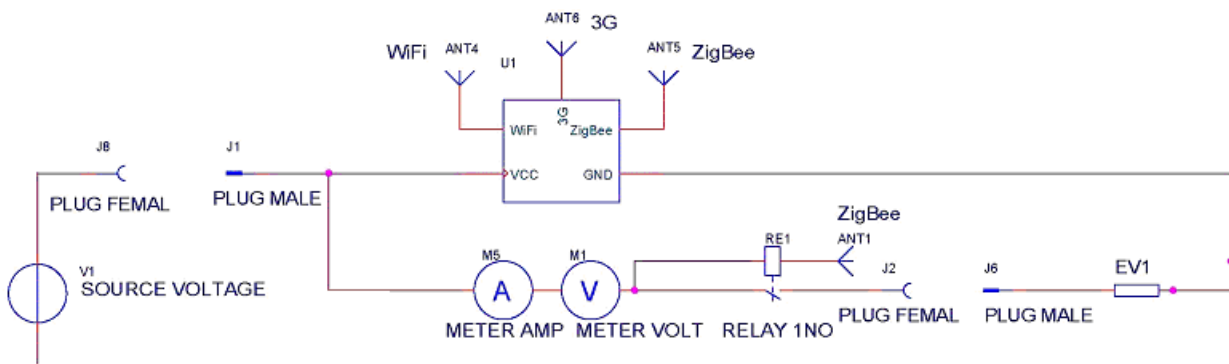 ANT6
3G
WiFi
ANT4
U1
ANT5
ZigBee
3G
WiFi
ZigBee
J8
J1
VCC
GND
PLUG FEMAL
PLUG MALE
ZigBee
V1
SOURCE VOLTAGE
M5
M1
RE1
ANT1
J2
J6
EV1
A
V
METER AMP
METER VOLT
RELAY 1NO
PLUG FEMAL
PLUG MALE